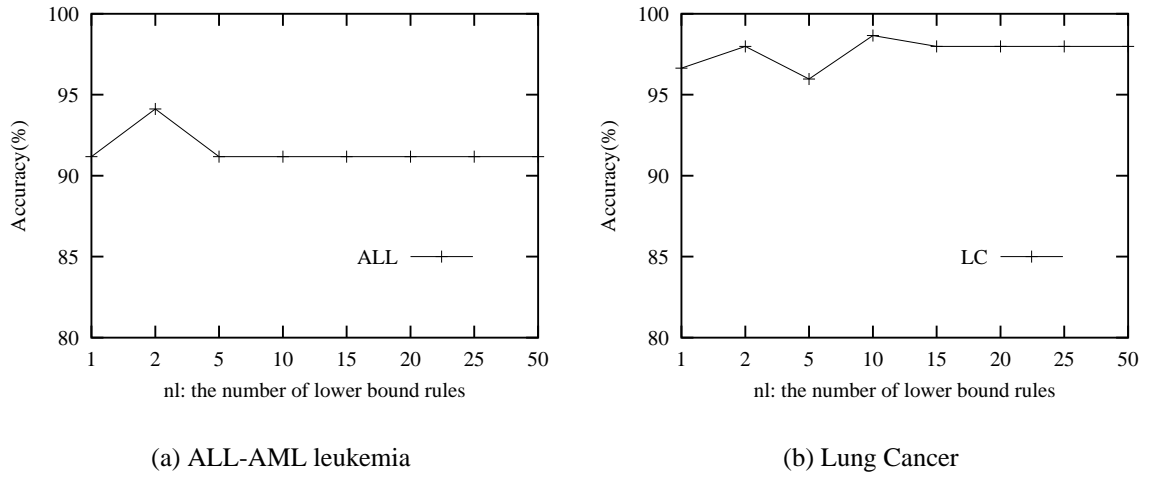 100
95
90
85
80
Accuracy(%)
ALL
1 2 5 10 15 20 25 50
nl: the number of lower bound rules
(a) ALL-AML leukemia
100
95
90
85
80
Accuracy(%)
LC
1 2 5 10 15 20 25 50
nl: the number of lower bound rules
(b) Lung Cancer